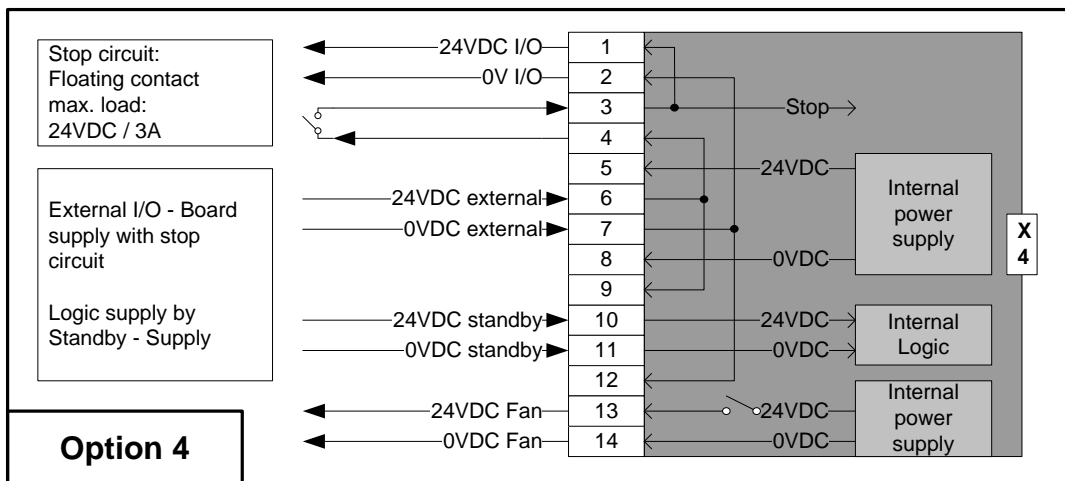 Stop circuit:
Floating contact
max. load:
24VDC / 3A
External I/O - Board
supply with stop
circuit
Logic supply by
Standby - Supply
Option 4
24VDC I/O
0V I/O
24VDC external
0VDC external
24VDC standby
0VDC standby
24VDC Fan
0VDC Fan
1
2
3
4
5
6
7
8
9
10
11
12
13
14
Stop
24VDC
0VDC
24VDC
0VDC
24VDC
0VDC
Internal
power
supply
Internal
Logic
Internal
power
supply
X
4